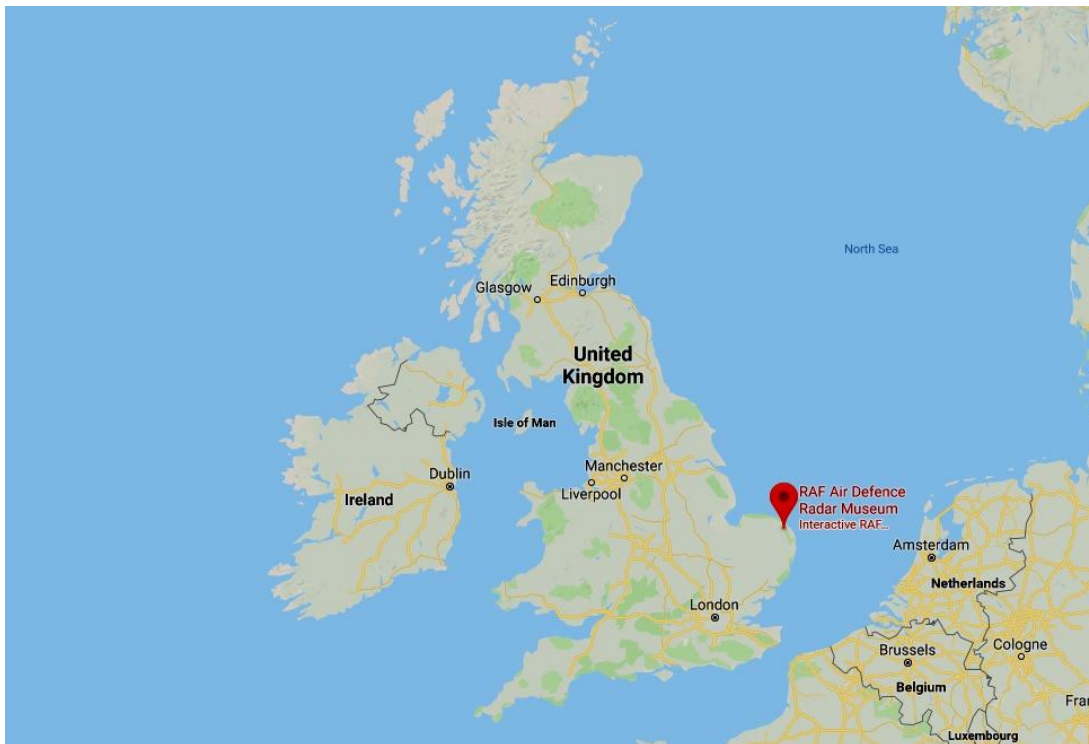 North Sea
Glasgow
Edinburgh
United
Kingdom
Isle of Man
Manchester
Liverpool
Dublin
Ireland
RAF Air Defence
Radar Museum
Interactive RAF...
Amsterdam
Netherlands
London
Brussels
Cologne
Belgium
Fran
Luxembourg